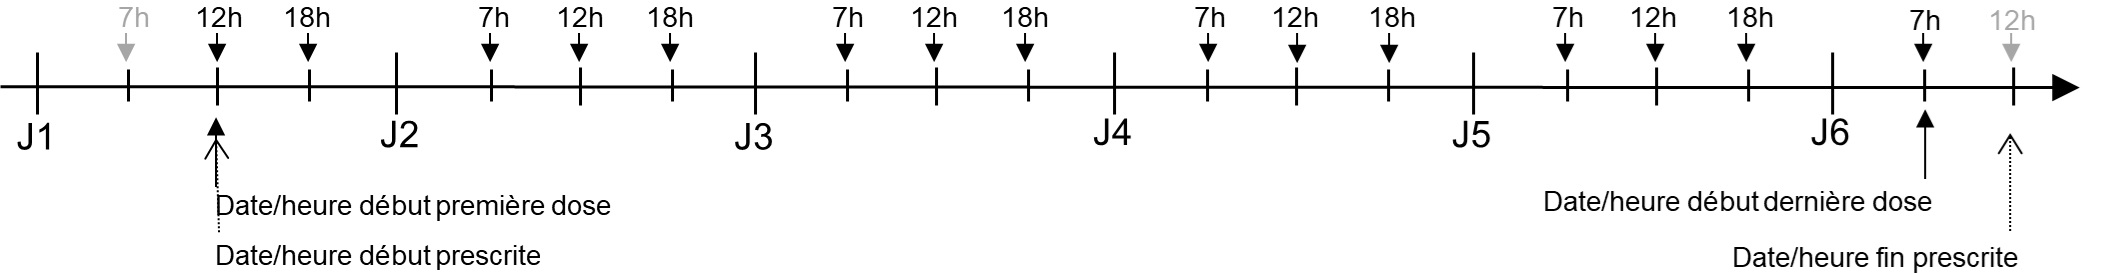 7h 12h 18h 7h 12h 18h 7h 12h 18h 7h 12h 18h 7h 12h 18h 7h 12h
J1 J2 J3 J4 J5 J6
Date/heure début première dose
Date/heure début dernière dose
Date/heure début prescrite
Date/heure fin prescrite